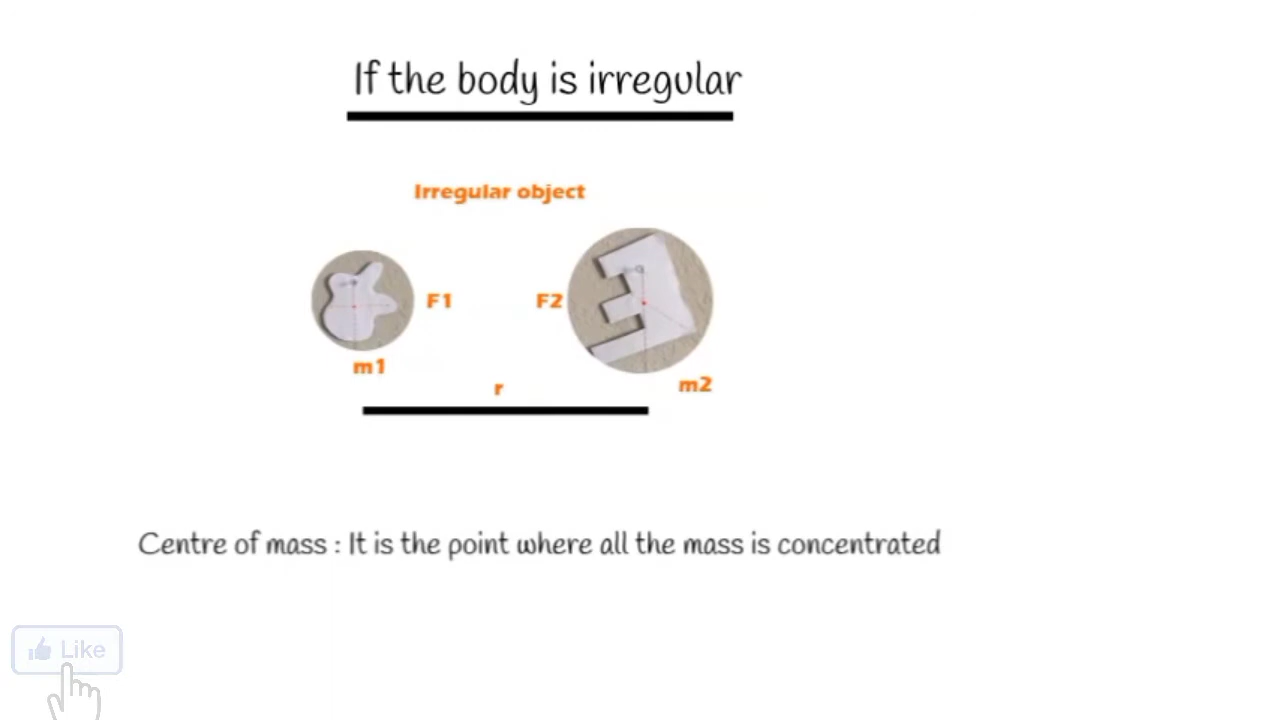 If the body is irregular
Irregular object
F1
F2
m1
r
m2
Centre of mass : It is the point where all the mass is concentrated
Like